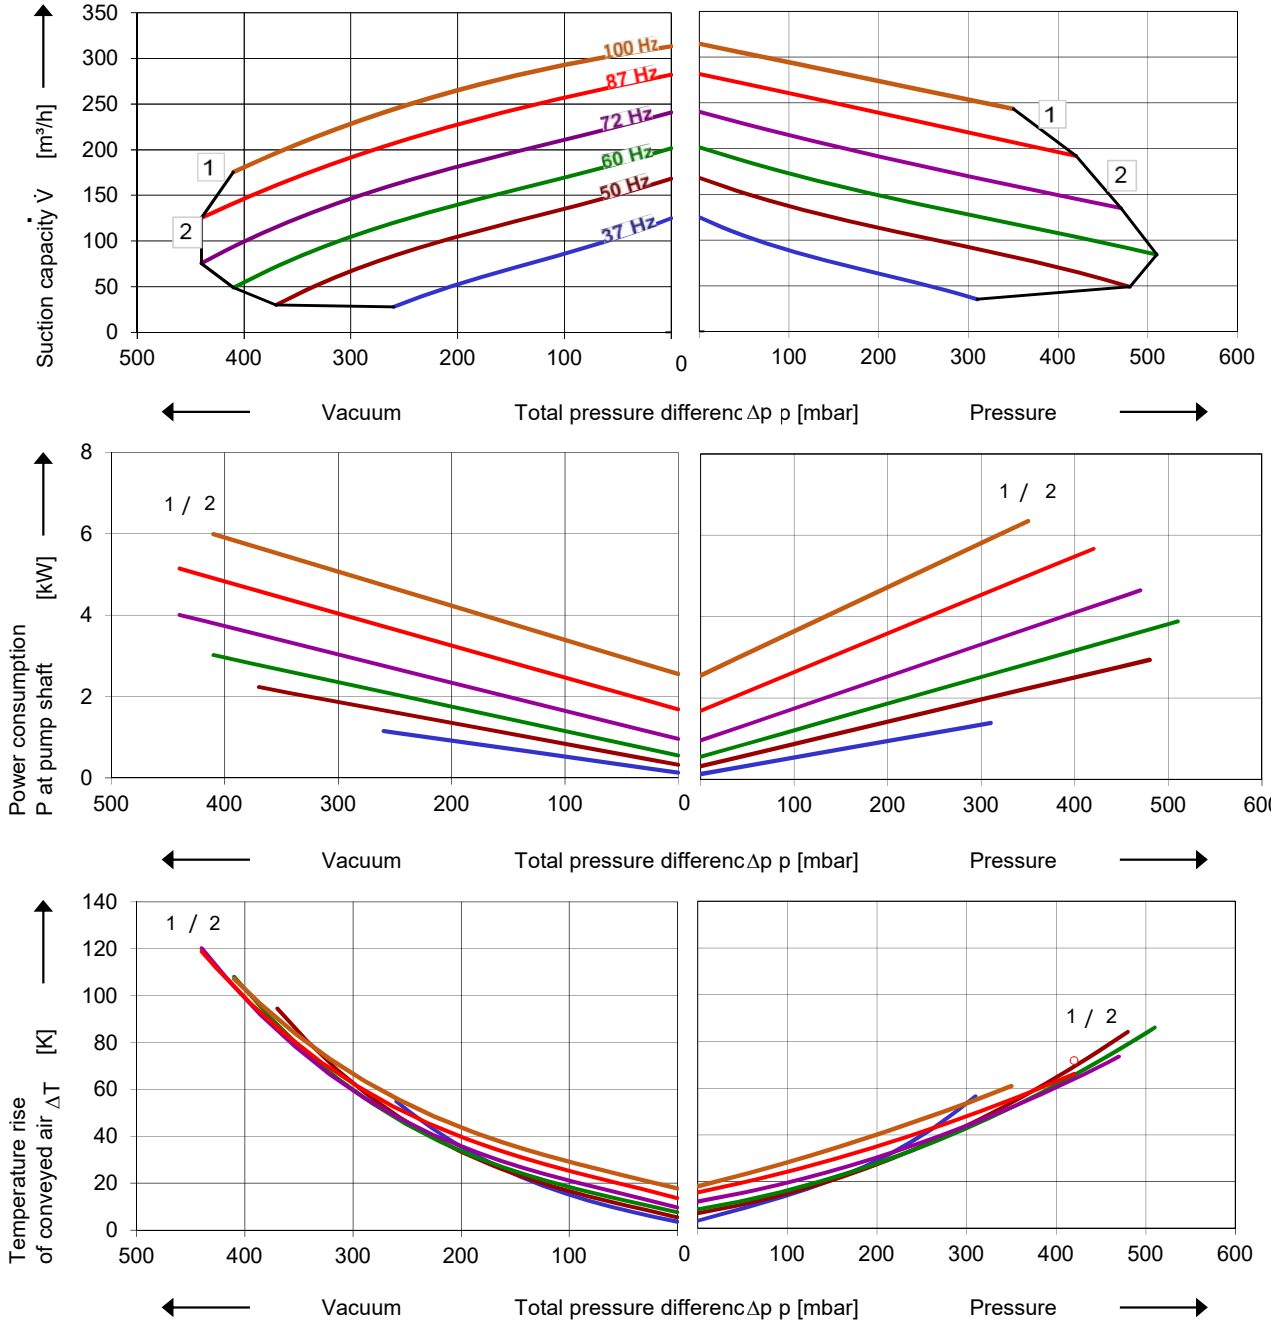 350
300
250
200
150
100
50
0
Suction capacity V̇ [m³/h]
100 Hz
87 Hz
72 Hz
60 Hz
50 Hz
37 Hz
1
2
1
2
500 400 300 200 100 0 100 200 300 400 500 600
Vacuum Total pressure differenc Δp p [mbar] Pressure
8
6
4
2
0
Power consumption
P at pump shaft [kW]
1 / 2
1 / 2
500 400 300 200 100 0 100 200 300 400 500 600
Vacuum Total pressure differenc Δp p [mbar] Pressure
140
120
100
80
60
40
20
0
Temperature rise
of conveyed air ΔT [K]
1 / 2
1 / 2
500 400 300 200 100 0 100 200 300 400 500 600
Vacuum Total pressure differenc Δp p [mbar] Pressure